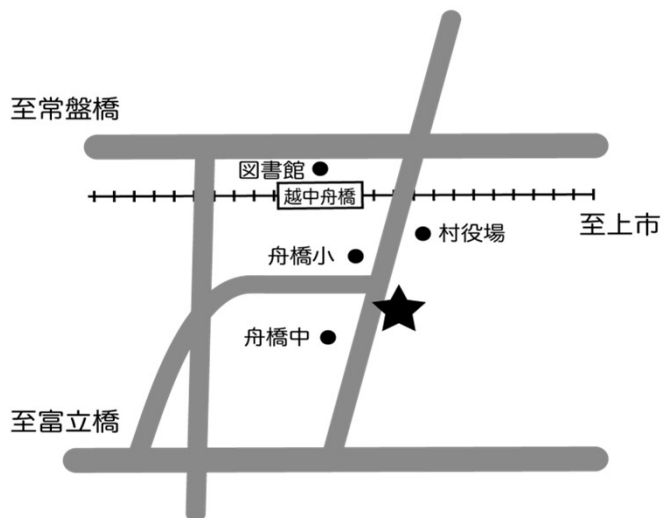 至常盤橋
図書館
越中舟橋
至上市
村役場
舟橋小
舟橋中
至富立橋